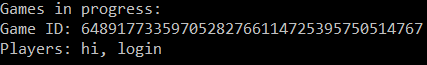 Games in progress:
Game ID: 64891773359705282766114725395750514767
Players: hi, login